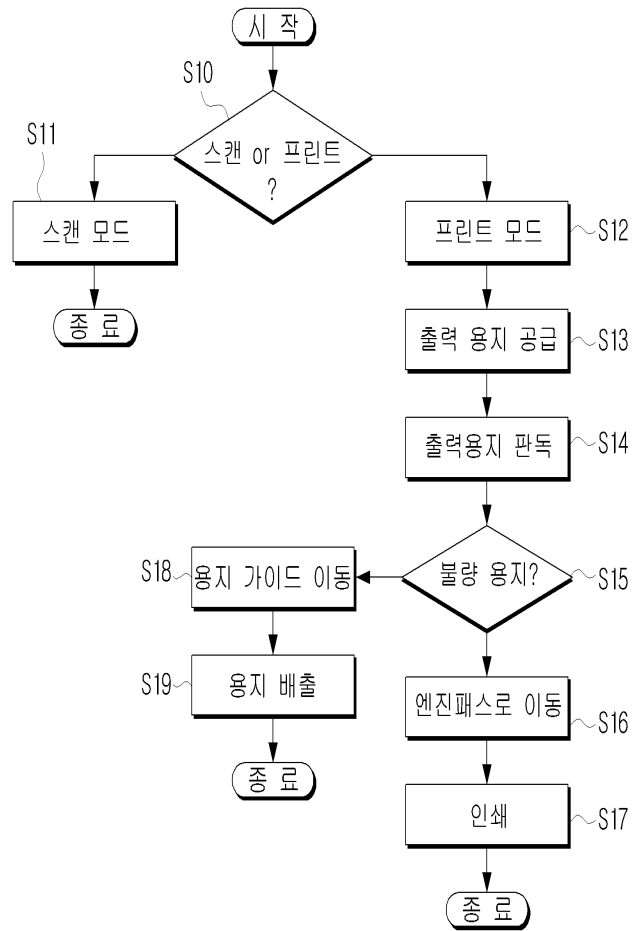 시 작
S10
스캔 or 프린트
?
S11
스캔 모드
종 료
프린트 모드
S12
출력 용지 공급
S13
출력용지 판독
S14
불량 용지?
S15
S18
용지 가이드 이동
S19
용지 배출
종 료
엔진패스로 이동
S16
인쇄
S17
종 료